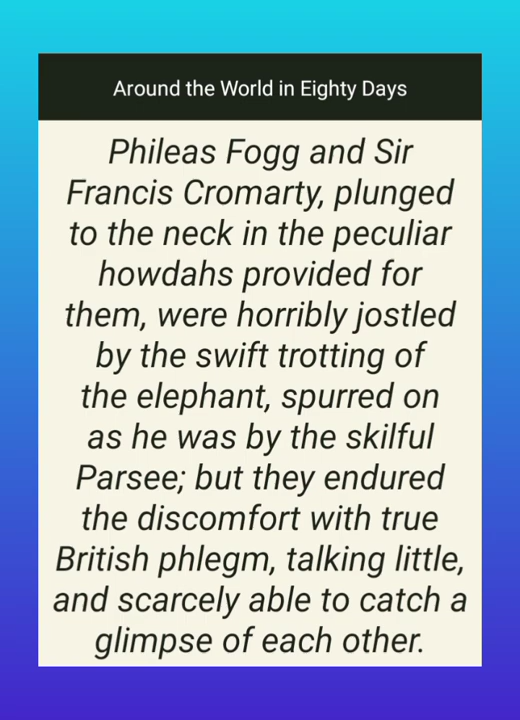 Around the World in Eighty Days
Phileas Fogg and Sir
Francis Cromarty, plunged
to the neck in the peculiar
howdahs provided for
them, were horribly jostled
by the swift trotting of
the elephant, spurred on
as he was by the skilful
Parsee; but they endured
the discomfort with true
British phlegm, talking little,
and scarcely able to catch a
glimpse of each other.